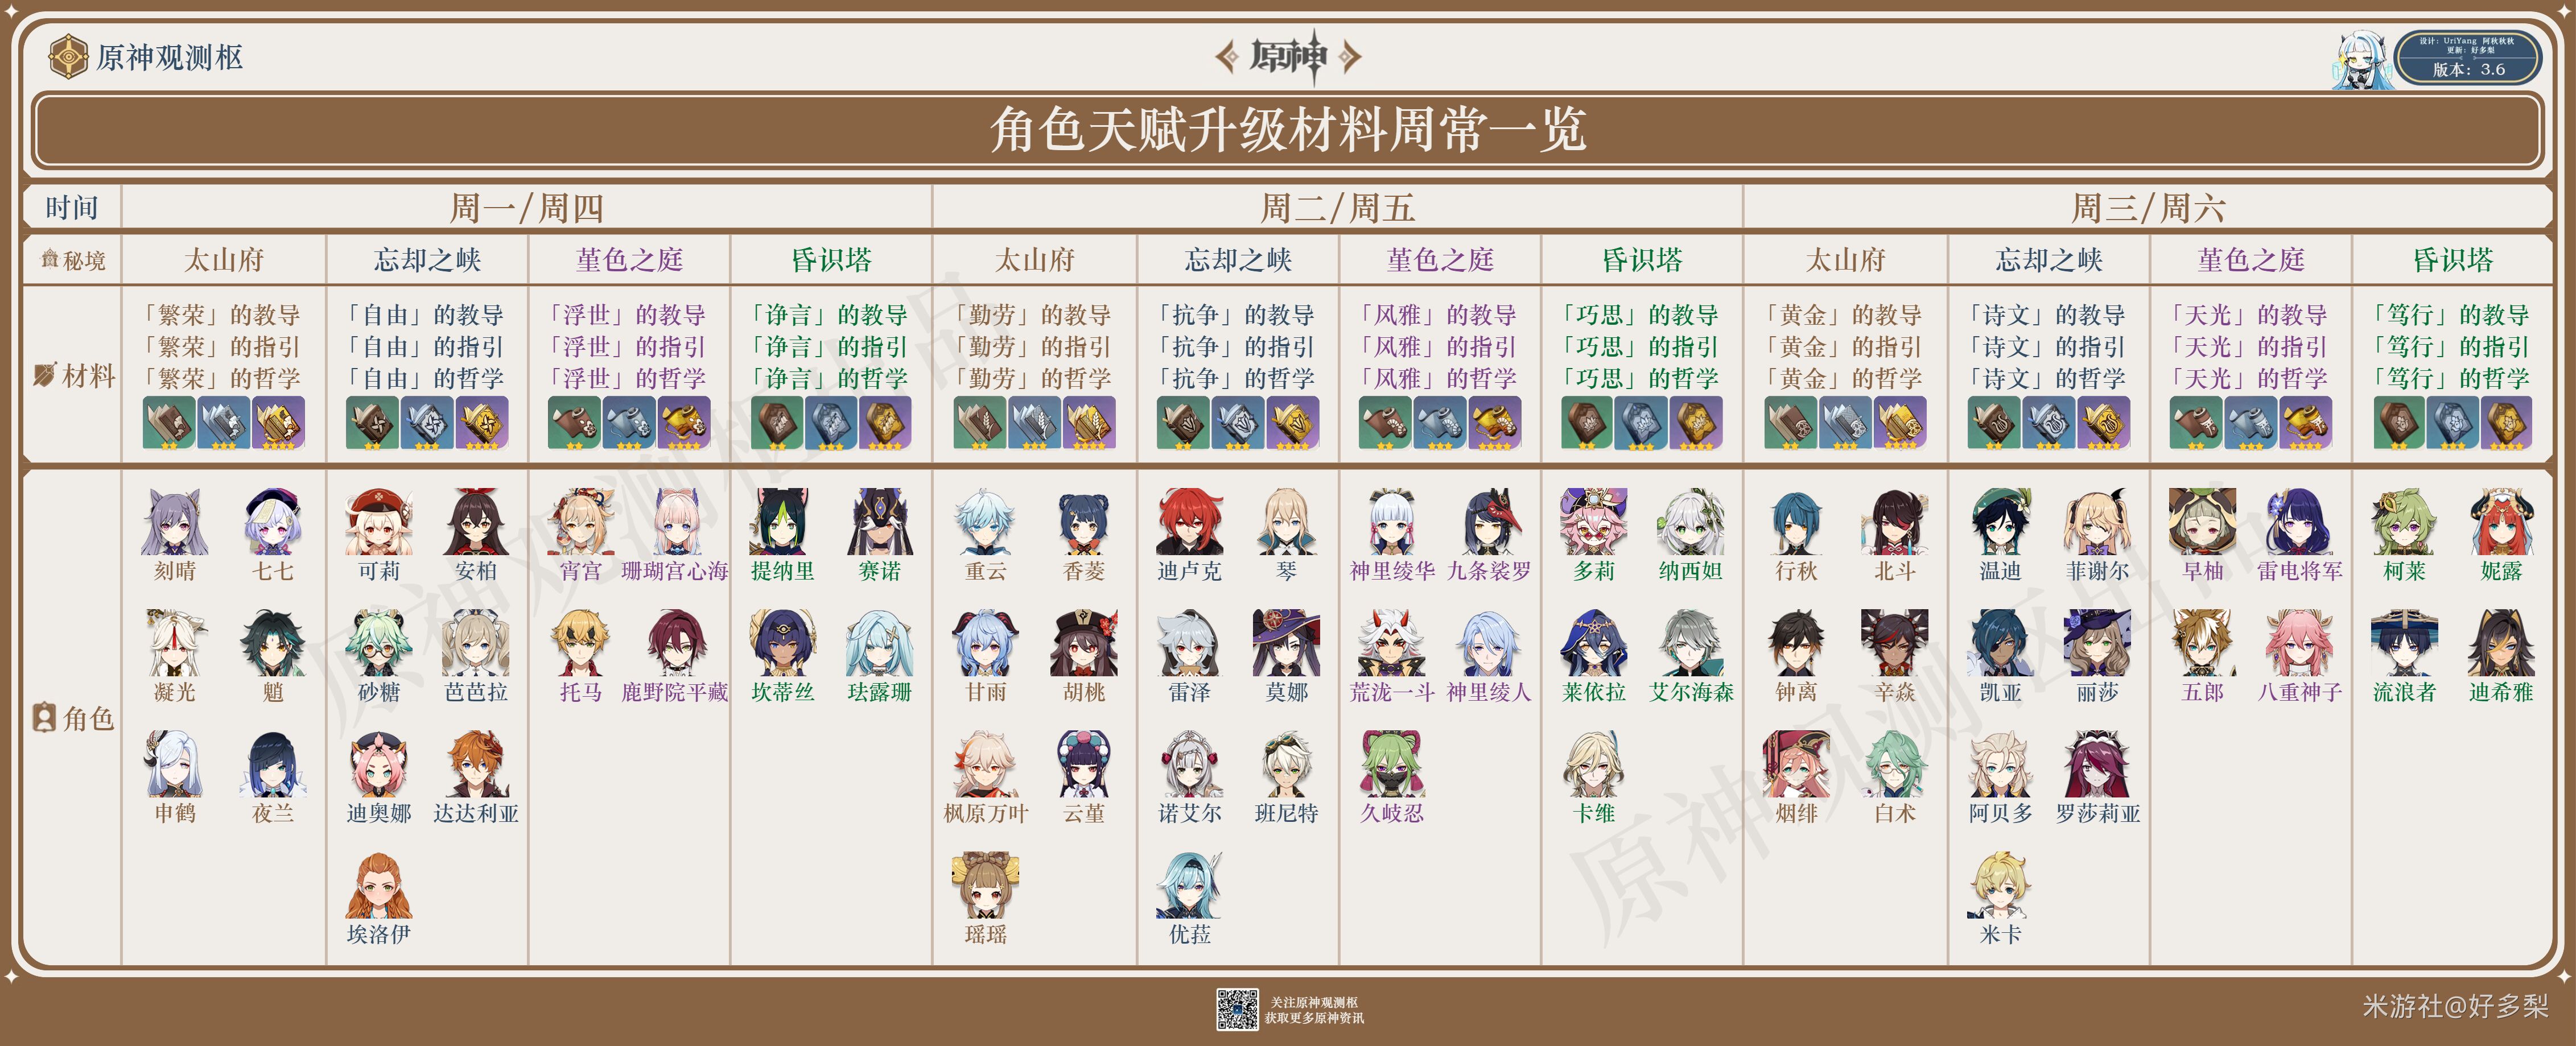 原神观测枢
原神
设计：UriYang 阿秋秋秋
更新：好多梨
版本：3.6
角色天赋升级材料周常一览
时间 周一/周四 周二/周五 周三/周六
秘境 太山府 忘却之峡 堇色之庭 昏识塔 太山府 忘却之峡 堇色之庭 昏识塔 太山府 忘却之峡 堇色之庭 昏识塔
材料
「繁荣」的教导 「自由」的教导 「浮世」的教导 「诤言」的教导 「勤劳」的教导 「抗争」的教导 「风雅」的教导 「巧思」的教导 「黄金」的教导 「诗文」的教导 「天光」的教导 「笃行」的教导
「繁荣」的指引 「自由」的指引 「浮世」的指引 「诤言」的指引 「勤劳」的指引 「抗争」的指引 「风雅」的指引 「巧思」的指引 「黄金」的指引 「诗文」的指引 「天光」的指引 「笃行」的指引
「繁荣」的哲学 「自由」的哲学 「浮世」的哲学 「诤言」的哲学 「勤劳」的哲学 「抗争」的哲学 「风雅」的哲学 「巧思」的哲学 「黄金」的哲学 「诗文」的哲学 「天光」的哲学 「笃行」的哲学
角色
刻晴 七七 可莉 安柏 宵宫 珊瑚宫心海 提纳里 赛诺 重云 香菱 迪卢克 琴 神里绫华 九条裟罗 多莉 纳西妲 行秋 北斗 温迪 菲谢尔 早柚 雷电将军 柯莱 妮露
凝光 魈 砂糖 芭芭拉 托马 鹿野院平藏 坎蒂丝 珐露珊 甘雨 胡桃 雷泽 莫娜 荒泷一斗 神里绫人 莱依拉 艾尔海森 钟离 辛焱 凯亚 丽莎 五郎 八重神子 流浪者 迪希雅
申鹤 夜兰 迪奥娜 达达利亚 枫原万叶 云堇 诺艾尔 班尼特 久岐忍 卡维 烟绯 白术 阿贝多 罗莎莉亚
埃洛伊 瑶瑶 优菈 米卡
原神观测枢出品
原神观测枢出品
关注原神观测枢
获取更多原神资讯
米游社@好多梨